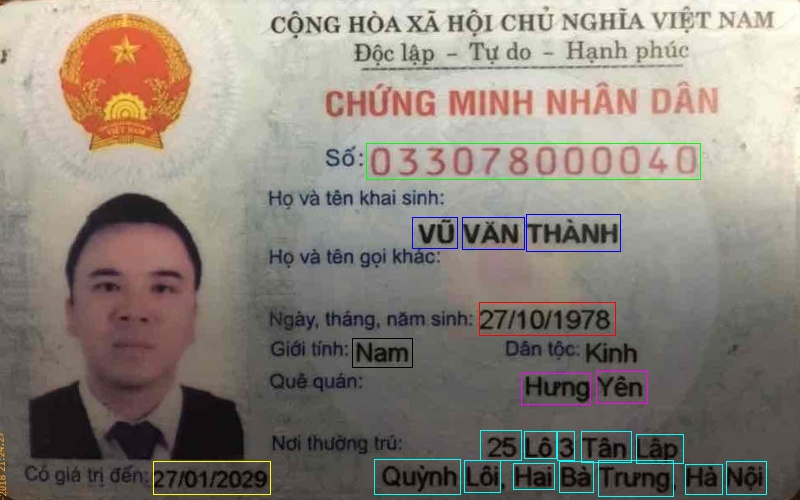 CỘNG HÒA XÃ HỘI CHỦ NGHĨA VIỆT NAM
Độc lập - Tự do - Hạnh phúc
CHỨNG MINH NHÂN DÂN
VIỆT NAM
Số: 033078000040
Họ và tên khai sinh:
VŨ VĂN THÀNH
Họ và tên gọi khác:
Ngày, tháng, năm sinh: 27/10/1978
Giới tính: Nam Dân tộc: Kinh
Quê quán: Hưng Yên
Nơi thường trú: 25 Lô 3 Tân Lập
Quỳnh Lôi, Hai Bà Trưng, Hà Nội
Có giá trị đến: 27/01/2029